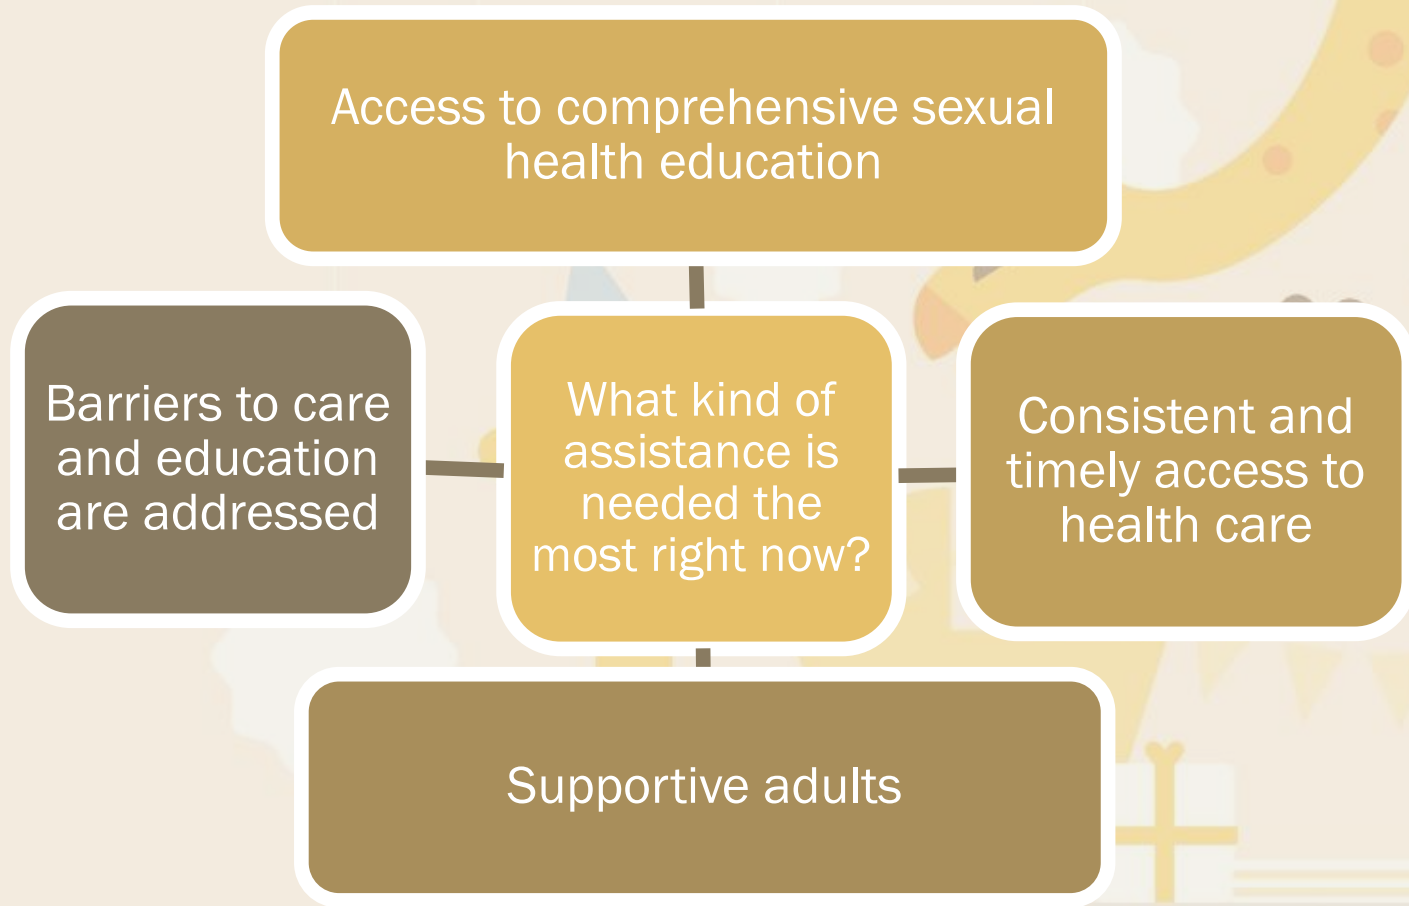 Access to comprehensive sexual
health education
Barriers to care
and education
are addressed
What kind of
assistance is
needed the
most right now?
Consistent and
timely access to
health care
Supportive adults